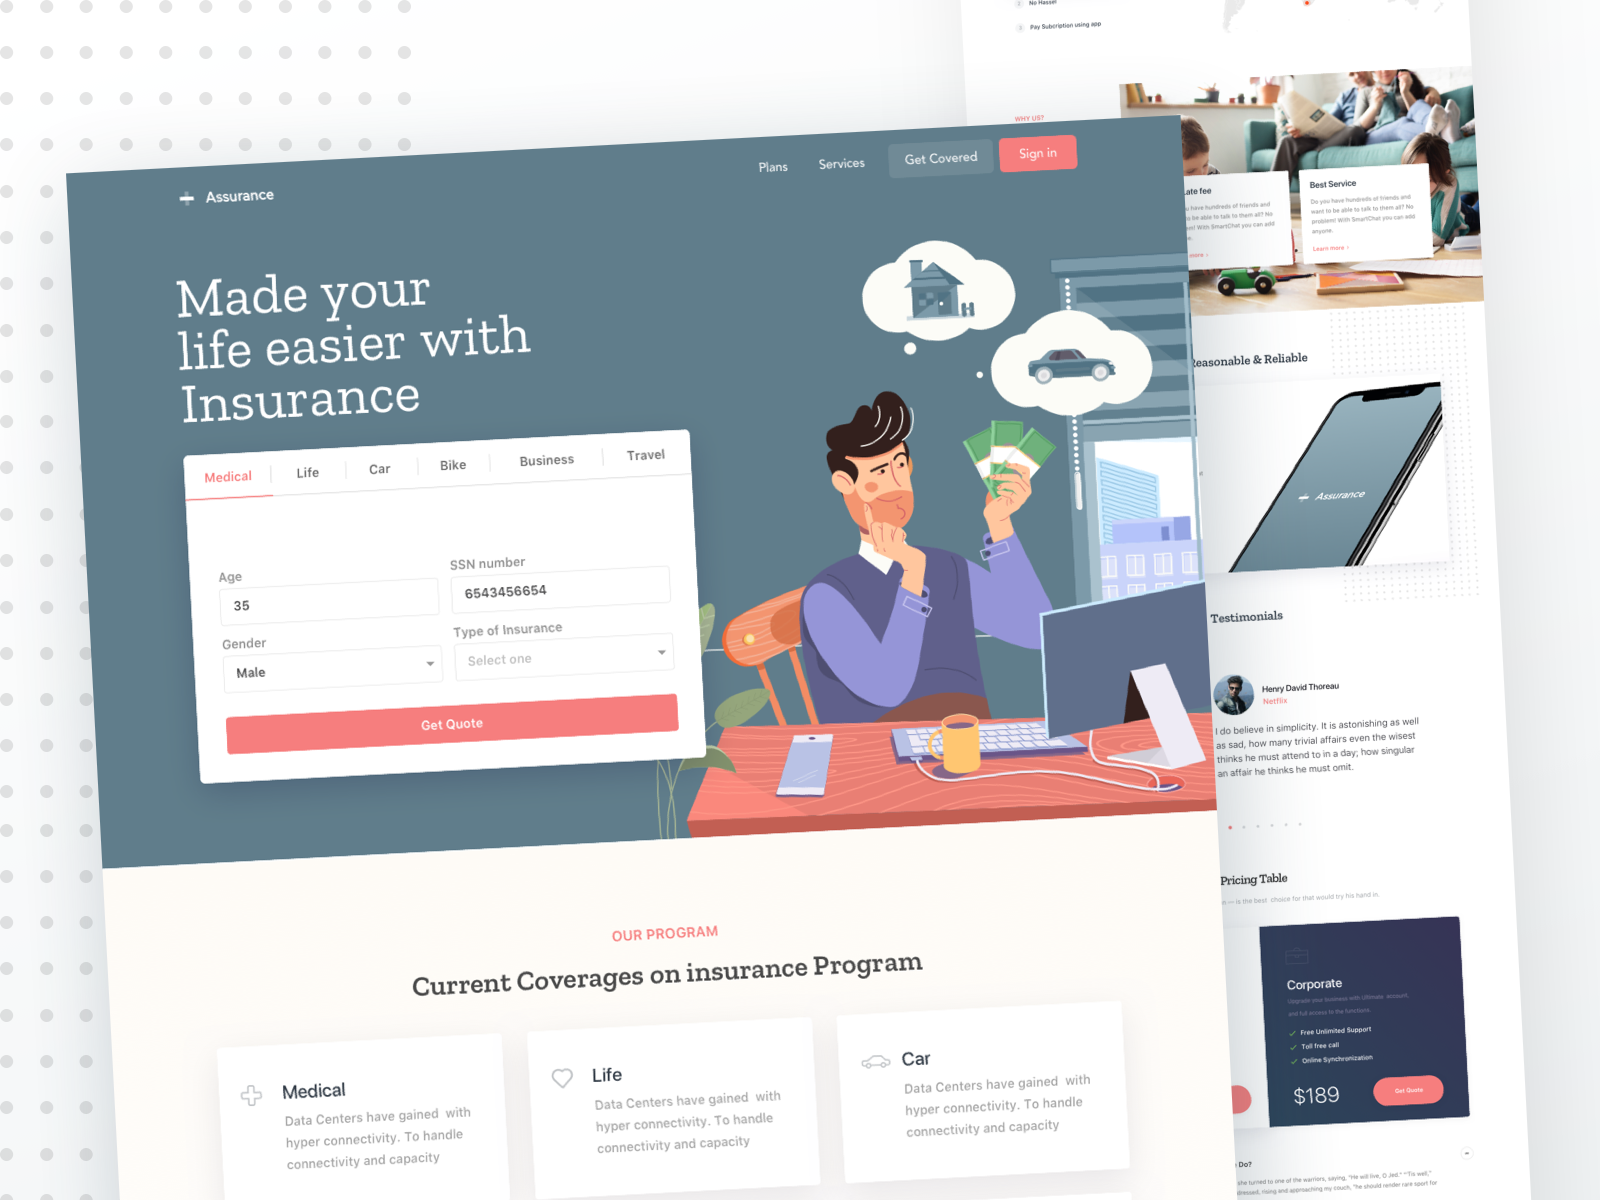 No Hassel
3 Pay Subcription using app
WHY US?
Assurance
Plans
Services
Get Covered
Sign in
Made your
life easier with
Insurance
Medical
Life
Car
Bike
Business
Travel
Age
35
SSN number
6543456654
Gender
Male
Type of Insurance
Select one
Get Quote
OUR PROGRAM
Current Coverages on insurance Program
Medical
Data Centers have gained with
hyper connectivity. To handle
connectivity and capacity
Life
Data Centers have gained with
hyper connectivity. To handle
connectivity and capacity
Car
Data Centers have gained with
hyper connectivity. To handle
connectivity and capacity
ate fee
have hundreds of friends and
be able to talk to them all? No
With SmartChat you can add
more ›
Best Service
Do you have hundreds of friends and
want to be able to talk to them all? No
problem! With SmartChat you can add
anyone.
Learn more ›
Reasonable & Reliable
Assurance
Testimonials
Henry David Thoreau
Netflix
I do believe in simplicity. It is astonishing as well
as sad, how many trivial affairs even the wisest
thinks he must attend to in a day; how singular
an affair he thinks he must omit.
Pricing Table
is the best choice for that would try his hand in.
Corporate
Upgrade your business with Ultimate account,
and full access to the functions
Free Unlimited Support
Toll free call
Online Synchronization
$189
Get Quote
Do?
she turned to one of the warriors, saying, "He will live, O Jed." "'Tis well,"
dressed, rising and approaching my couch, "he should render rare sport for